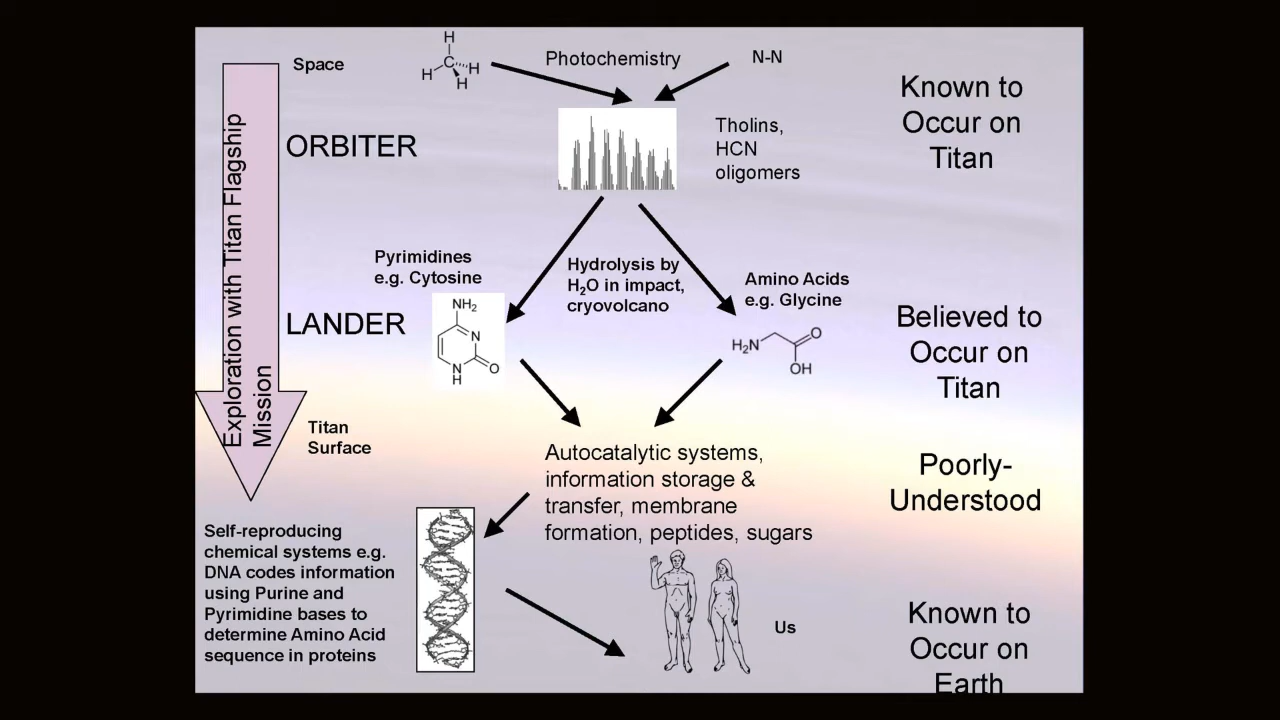 Space
H
C
H
H
H
Photochemistry
N-N
Known to
Occur on
Titan
Exploration with Titan Flagship
Mission
ORBITER
Tholins,
HCN
oligomers
Pyrimidines
e.g. Cytosine
Hydrolysis by
H₂O in impact,
cryovolcano
Amino Acids
e.g. Glycine
LANDER
NH₂
N
N
H
O
H₂N
O
OH
Believed to
Occur on
Titan
Titan
Surface
Autocatalytic systems,
information storage &
transfer, membrane
formation, peptides, sugars
Poorly-
Understood
Self-reproducing
chemical systems e.g.
DNA codes information
using Purine and
Pyrimidine bases to
determine Amino Acid
sequence in proteins
Us
Known to
Occur on
Earth